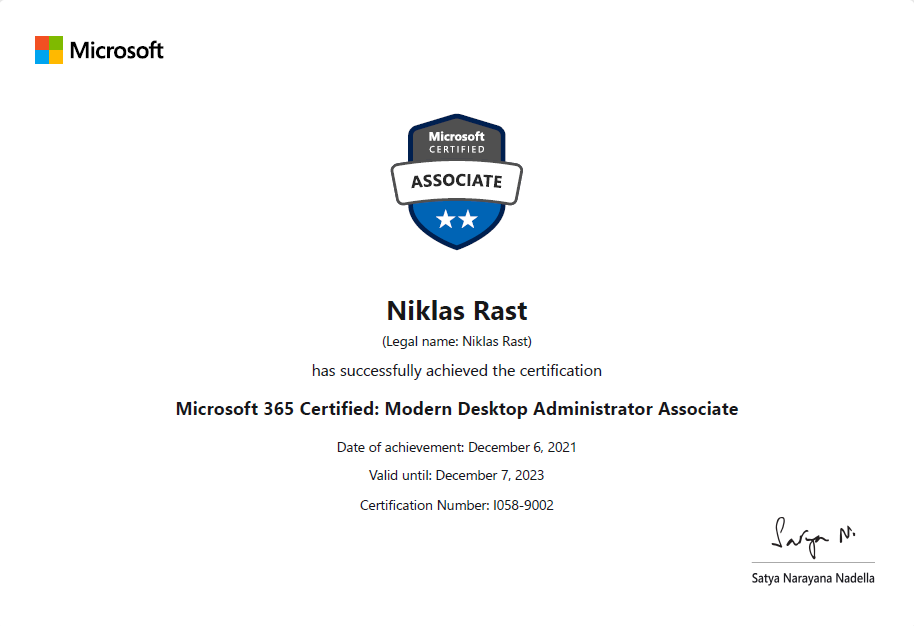 Microsoft
Microsoft
CERTIFIED
ASSOCIATE
Niklas Rast
(Legal name: Niklas Rast)
has successfully achieved the certification
Microsoft 365 Certified: Modern Desktop Administrator Associate
Date of achievement: December 6, 2021
Valid until: December 7, 2023
Certification Number: I058-9002
Satya N.
Satya Narayana Nadella